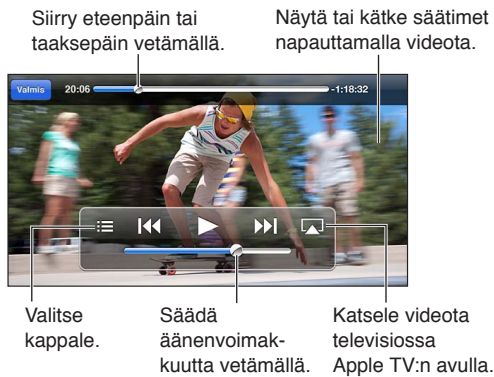 Siirry eteenpäin tai
taaksepäin vetämällä.
Näytä tai kätke säätimet
napauttamalla videota.
Valmis 20:06 -1:18:32
Valitse
kappale.
Säädä
äänenvoimak-
kuutta vetämällä.
Katsele videota
televisiossa
Apple TV:n avulla.